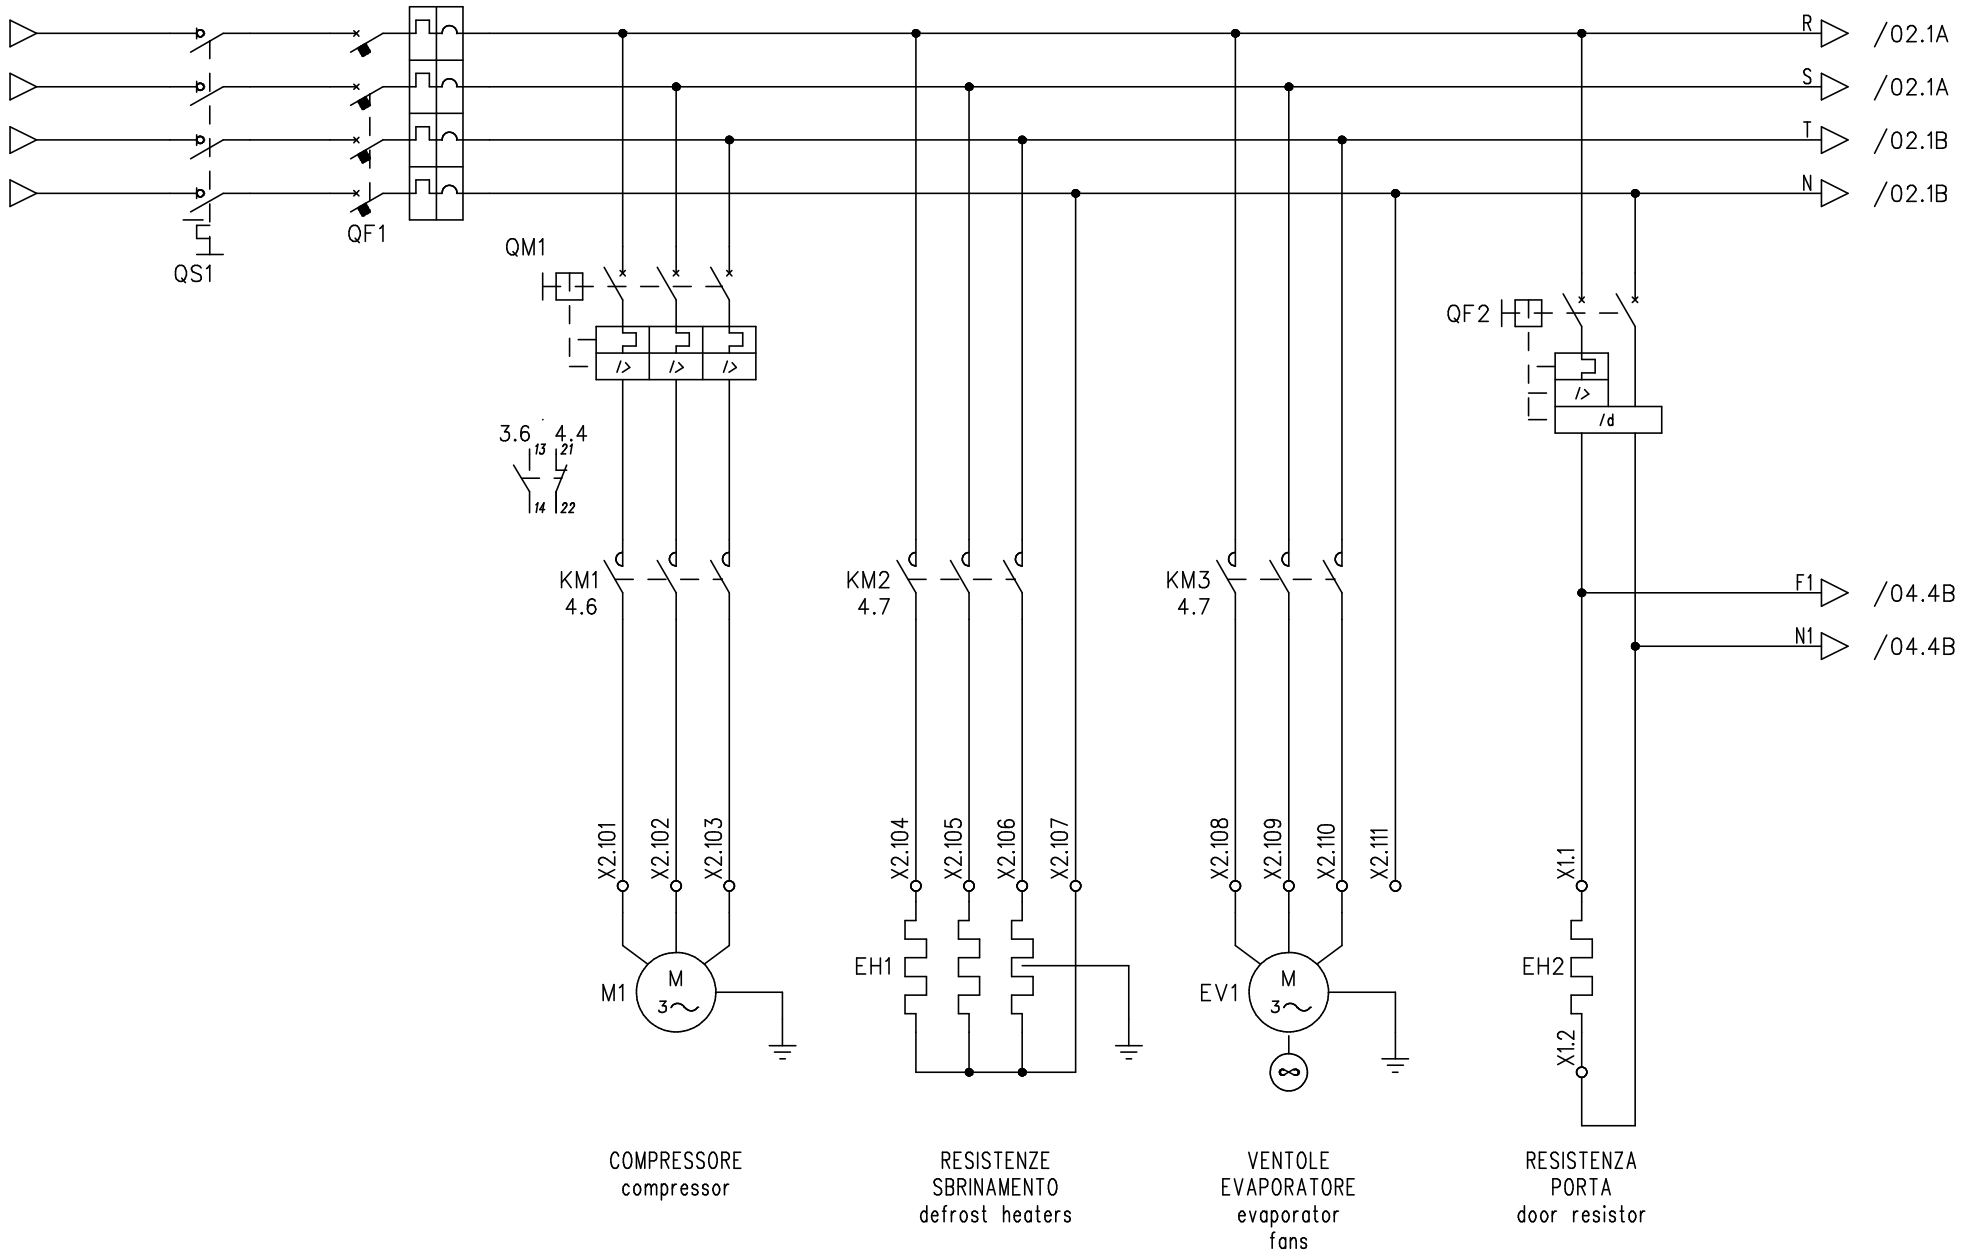 R /02.1A
S /02.1A
T /02.1B
N /02.1B
QS1
QF1
QM1
/> /> />
3.6 4.4
13 21
14 22
QF2
/>
/d
KM1
4.6
KM2
4.7
KM3
4.7
F1 /04.4B
N1 /04.4B
X2.101 X2.102 X2.103 X2.104 X2.105 X2.106 X2.107 X2.108 X2.109 X2.110 X2.111 X1.1
M1
M
3
EH1
EV1
M
3
EH2
X1.2
COMPRESSORE
compressor
RESISTENZE
SBRINAMENTO
defrost heaters
VENTOLE
EVAPORATORE
evaporator
fans
RESISTENZA
PORTA
door resistor